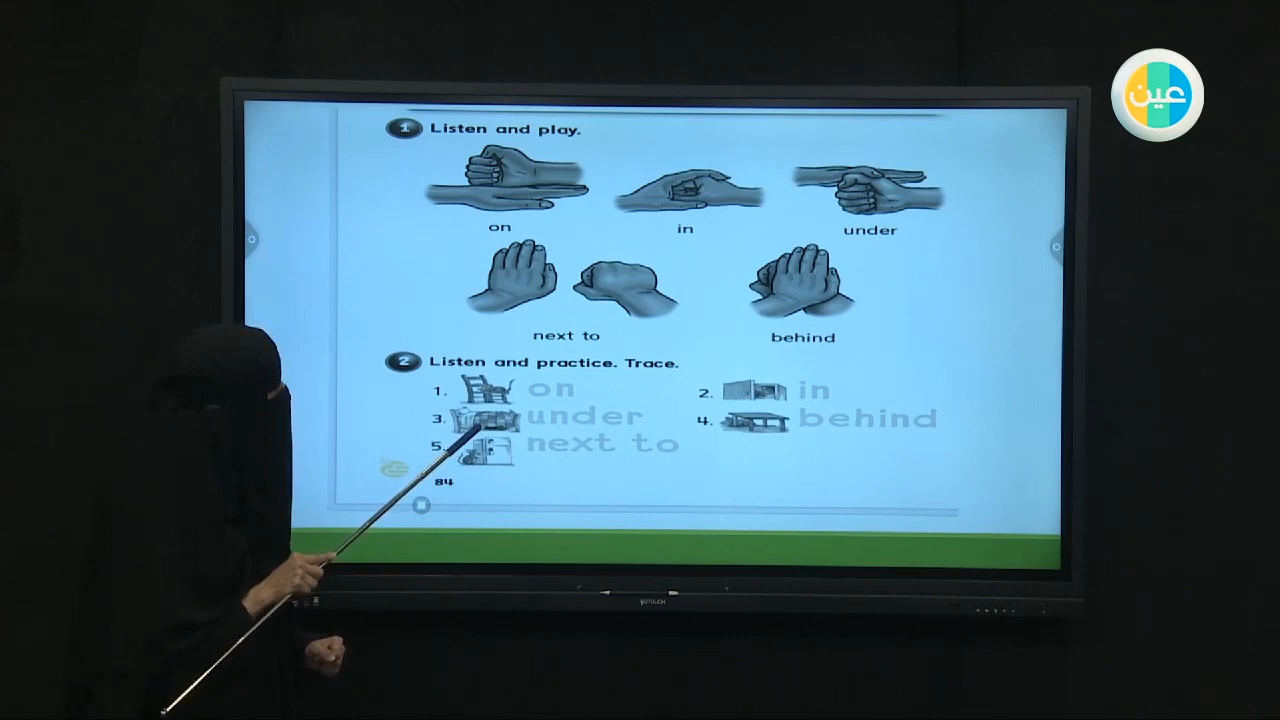 عين
1 Listen and play.
on in under
next to behind
2 Listen and practice. Trace.
1. on 2. in
3. under 4. behind
5. next to
84